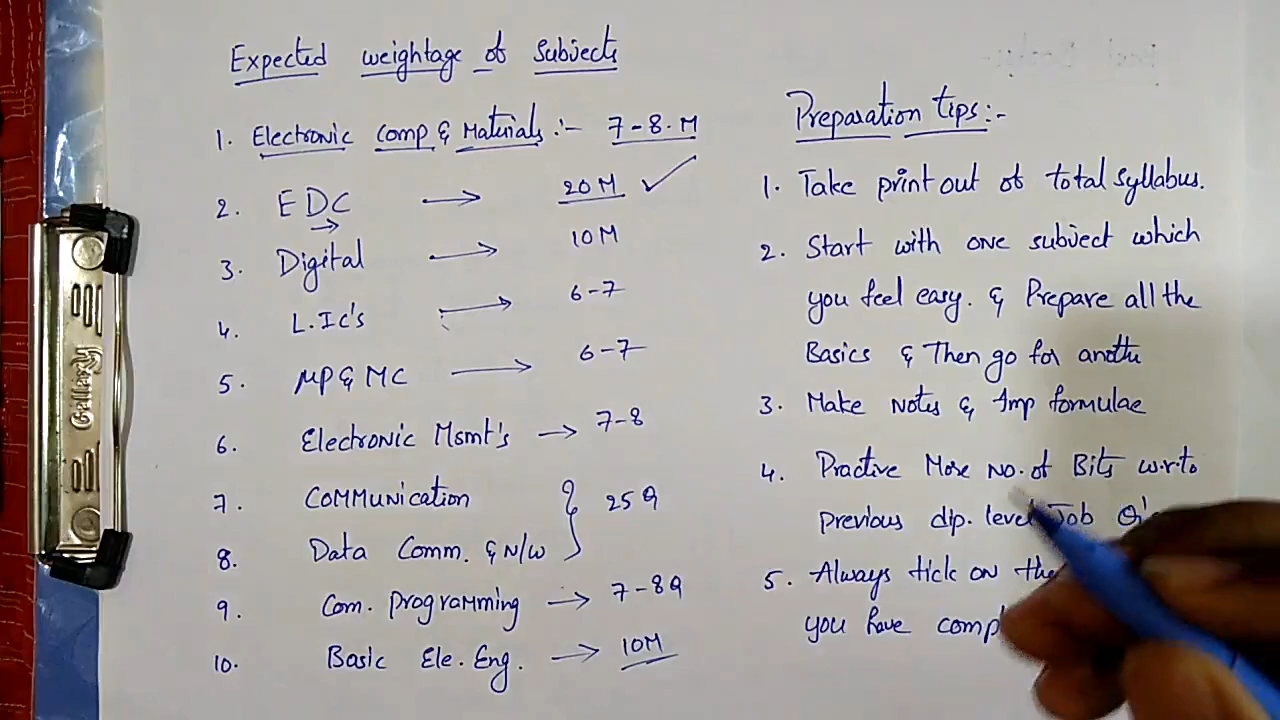 Expected weightage of Subjects
1. Electronic Comp & Materials :- 7-8.M
2. EDC → 20M ✓
3. Digital → 10M
4. L.Ic's → 6-7
5. μP & MC → 6-7
6. Electronic Msmt's → 7-8
7. Communication
8. Data Comm. & N/W } 25Q
9. Com. Programming → 7-8Q
10. Basic Ele. Eng. → 10M
Preparation tips:-
1. Take print out of total syllabus.
2. Start with one subject which
you feel easy. & Prepare all the
Basics & Then go for
3. Make Notes & Imp formulae
4. Practive More No. of Bits w.r.to
previous dip. level Job Q's
5. Always tick on the
you have comp
Gallaxy